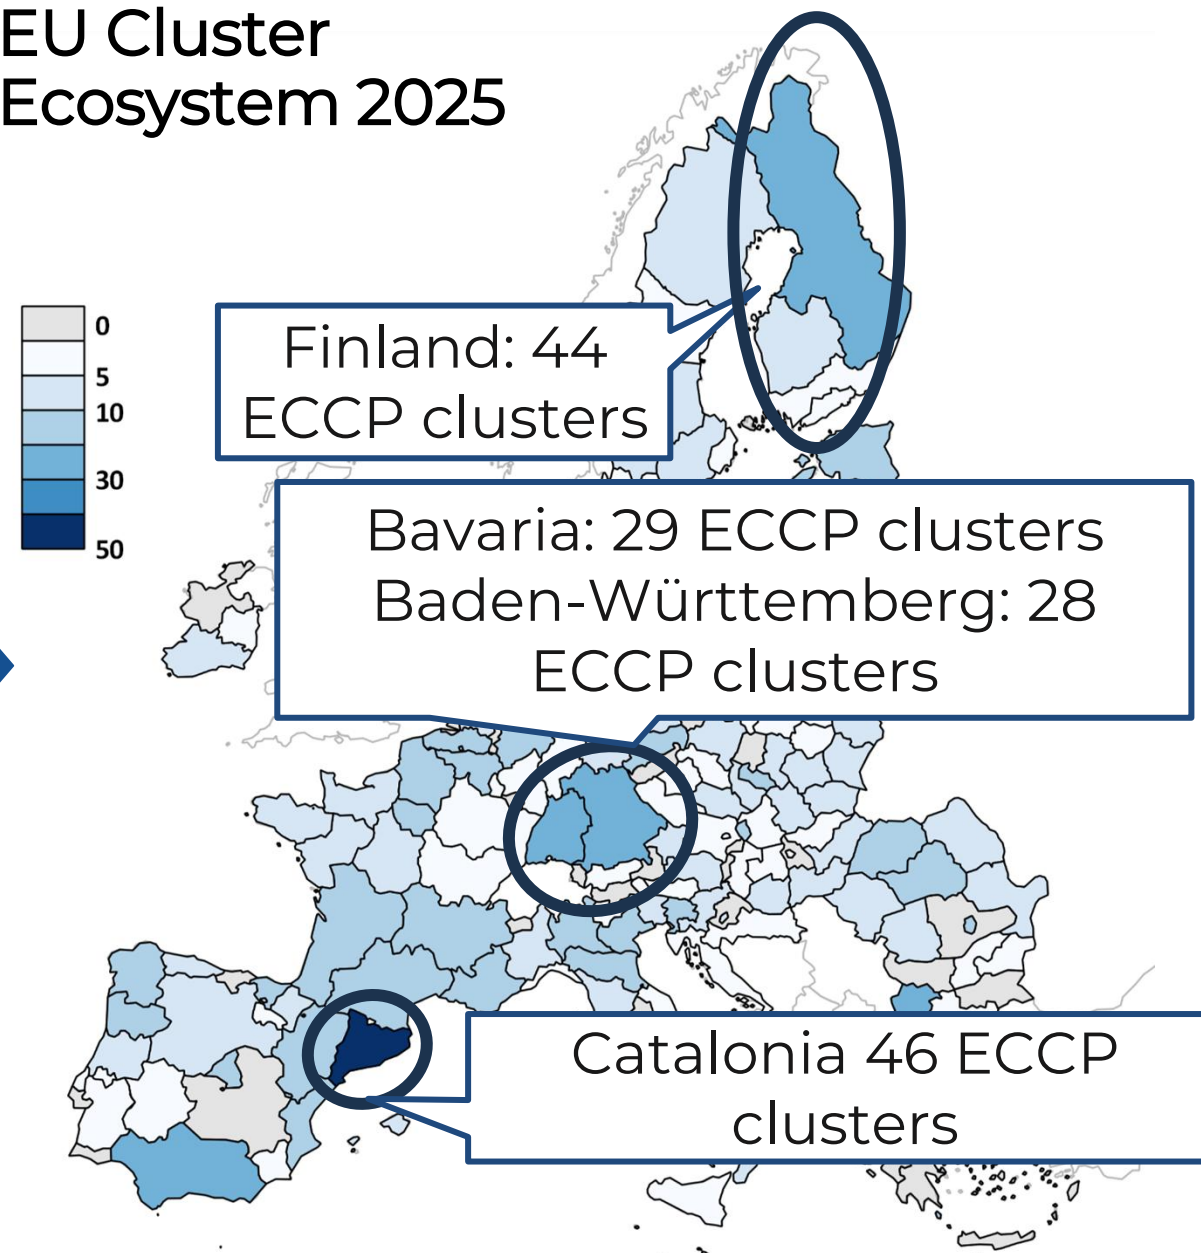 EU Cluster
Ecosystem 2025
0
5
10
30
50
Finland: 44
ECCP clusters
Bavaria: 29 ECCP clusters
Baden-Württemberg: 28
ECCP clusters
Catalonia 46 ECCP
clusters